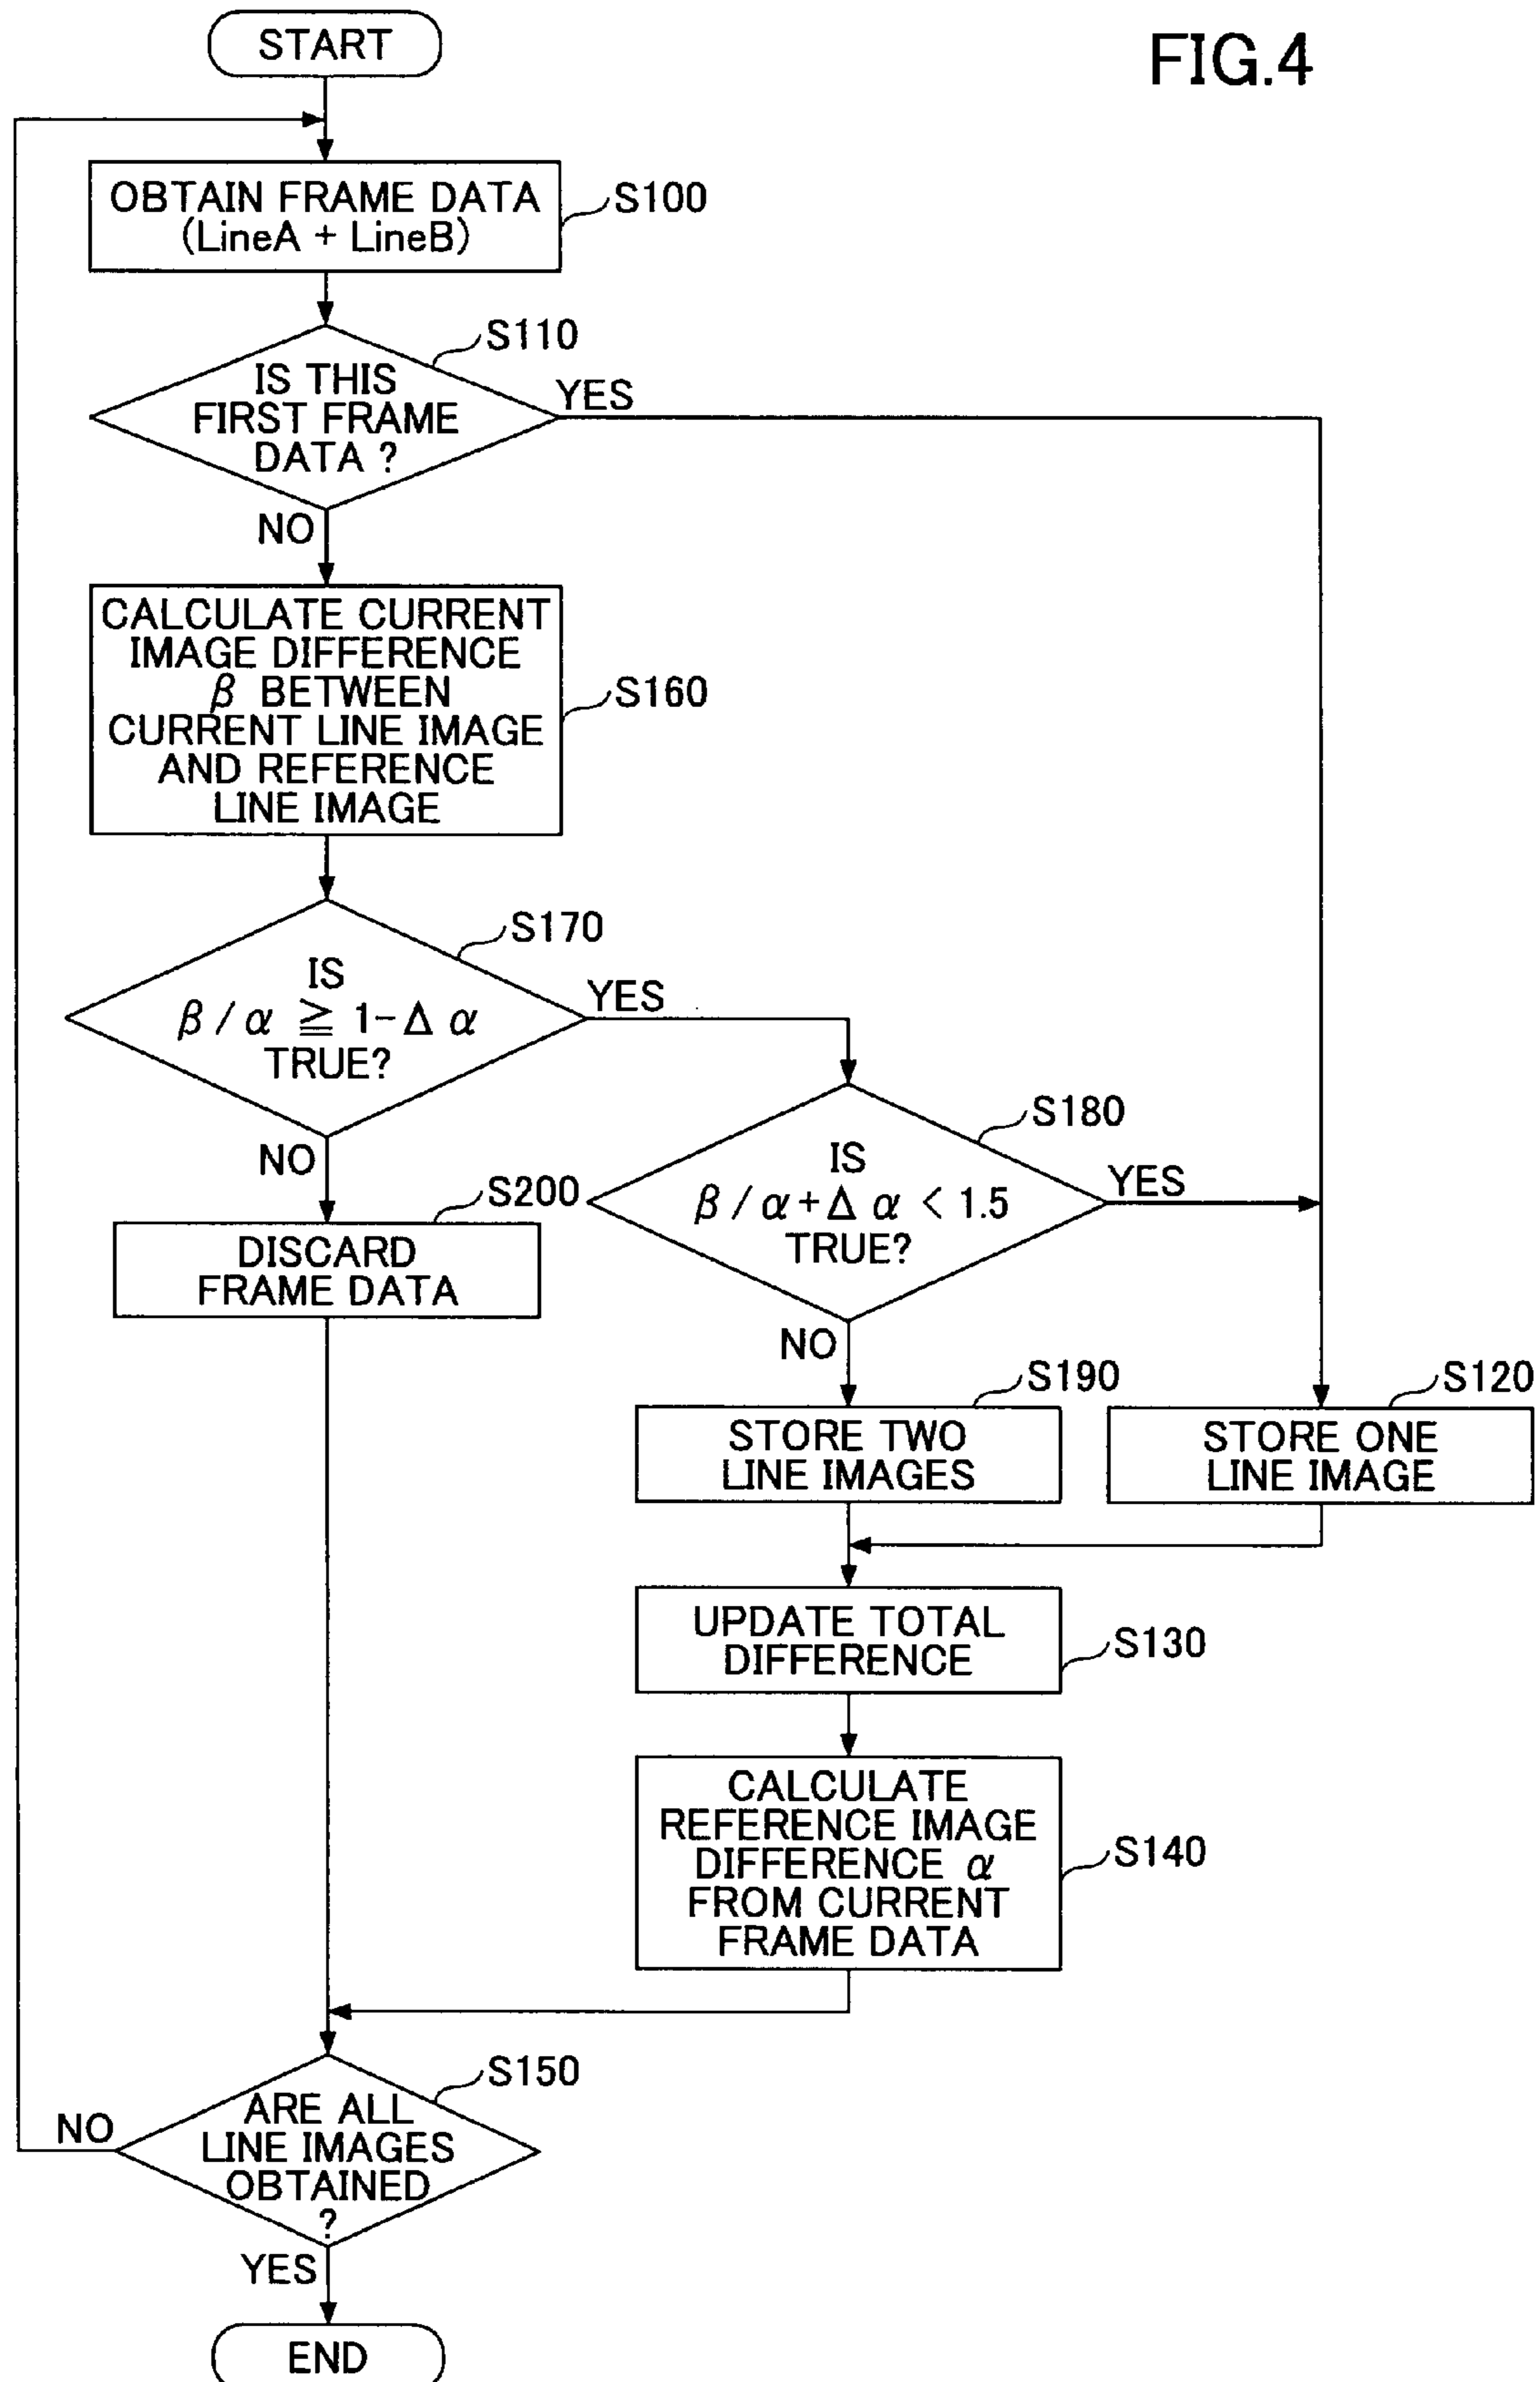 FIG.4
START
OBTAIN FRAME DATA
(LineA + LineB)
S100
S110
IS THIS
FIRST FRAME
DATA ?
YES
NO
CALCULATE CURRENT
IMAGE DIFFERENCE
β BETWEEN
CURRENT LINE IMAGE
AND REFERENCE
LINE IMAGE
S160
S170
IS
β / α ≧ 1-Δ α
TRUE?
YES
NO
S180
IS
β / α+Δ α < 1.5
TRUE?
YES
NO
S200
DISCARD
FRAME DATA
S190
STORE TWO
LINE IMAGES
S120
STORE ONE
LINE IMAGE
UPDATE TOTAL
DIFFERENCE
S130
CALCULATE
REFERENCE IMAGE
DIFFERENCE α
FROM CURRENT
FRAME DATA
S140
S150
ARE ALL
LINE IMAGES
OBTAINED
?
NO
YES
END